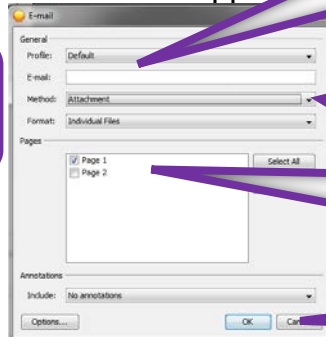 E-mail
General
Profile: Default
E-mail:
Method: Attachment
Format: Individual Files
Pages
Page 1
Page 2
Select All
Annotations
Include: No annotations
Options... OK